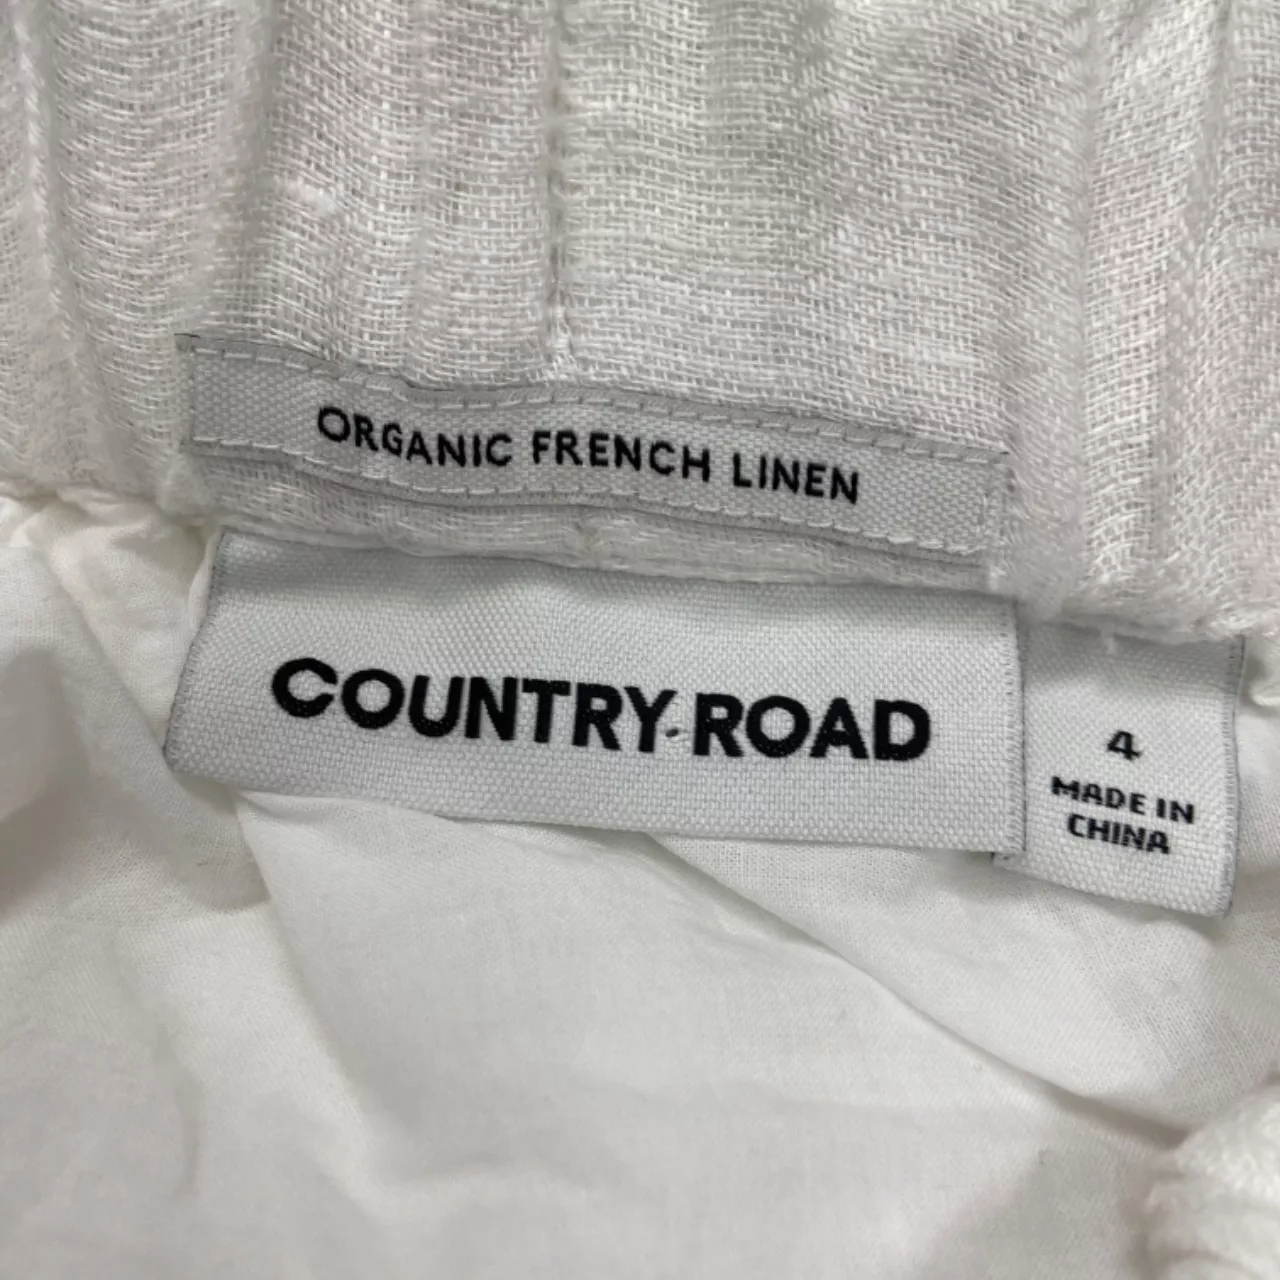 ORGANIC FRENCH LINEN
COUNTRY ROAD
4
MADE IN
CHINA